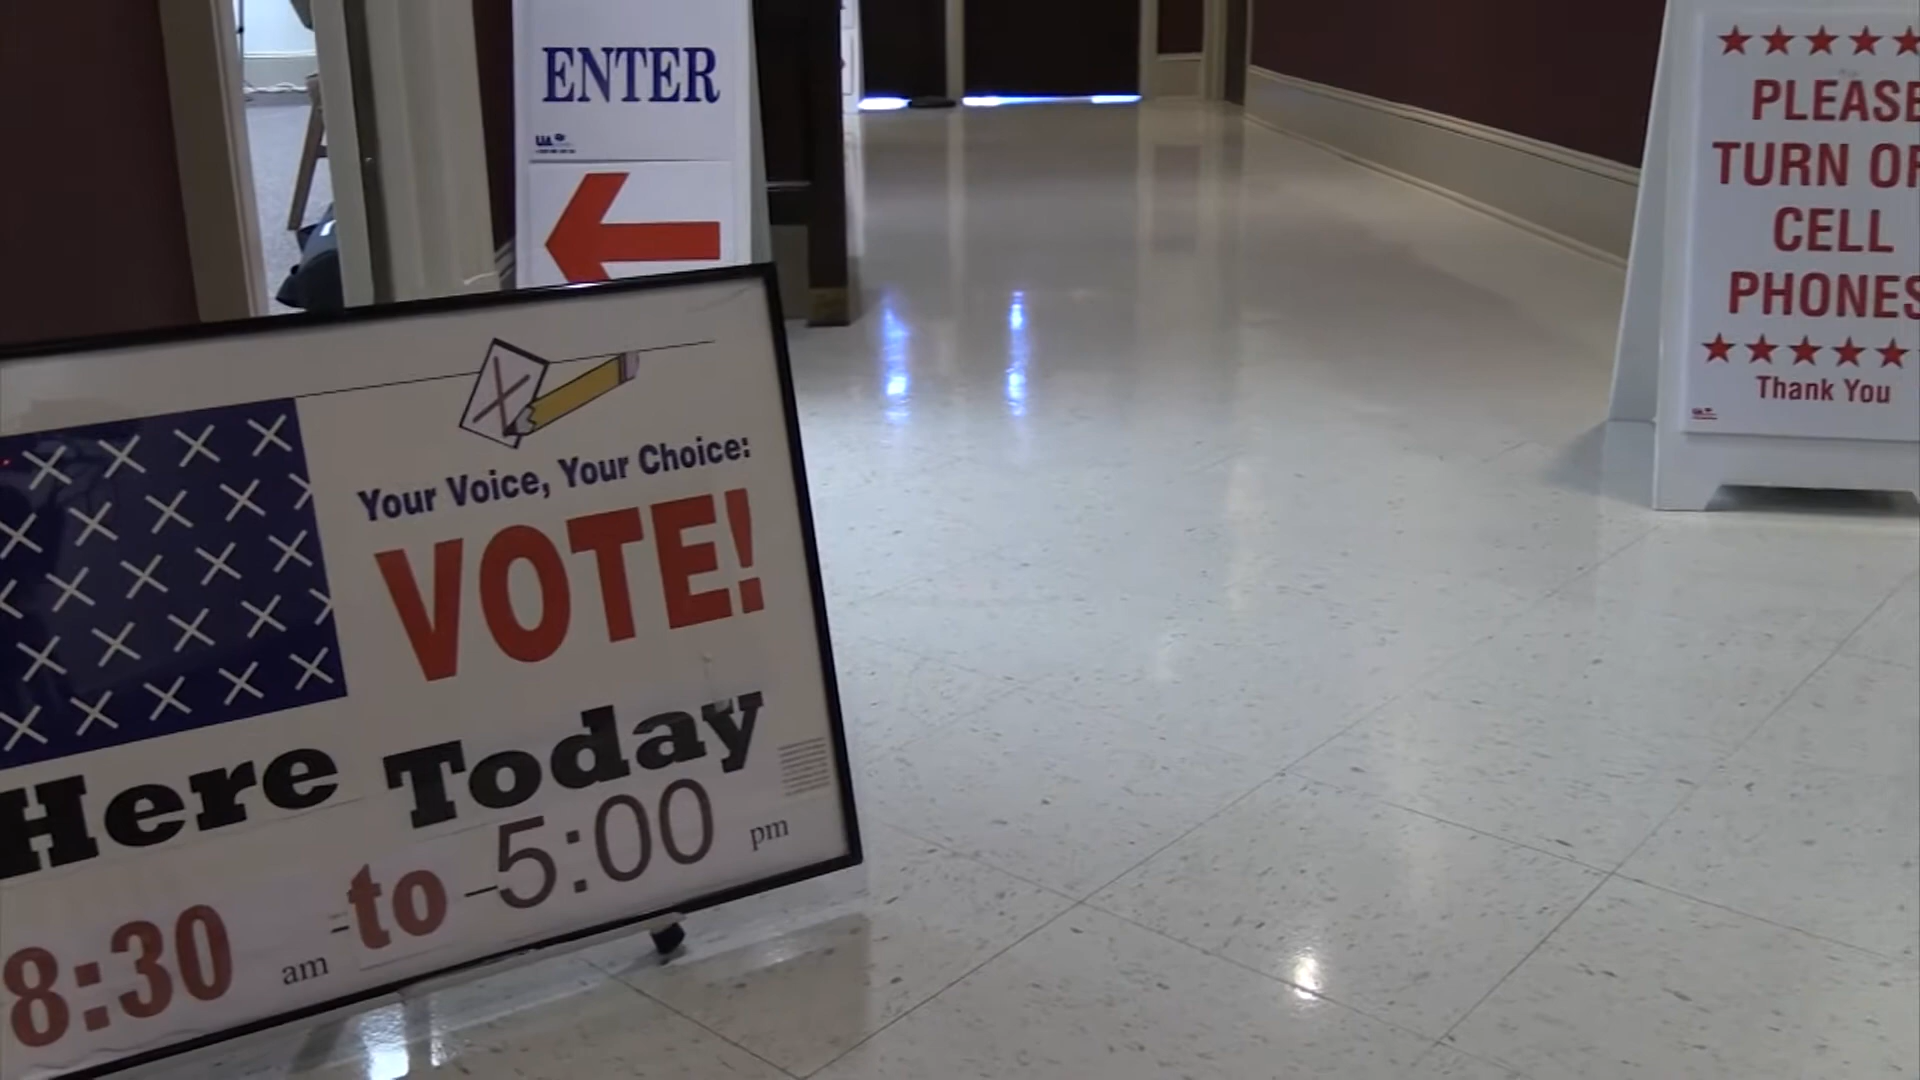 ENTER
UA
Your Voice, Your Choice:
VOTE!
Here Today
8:30 am to 5:00 pm
PLEASE
TURN OF
CELL
PHONES
Thank You